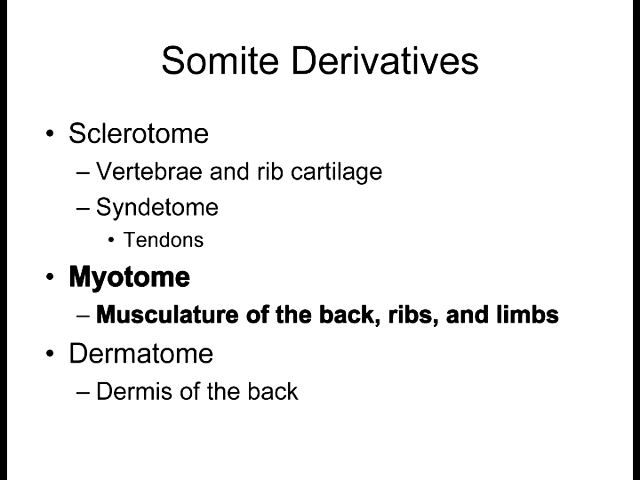 Somite Derivatives
• Sclerotome
– Vertebrae and rib cartilage
– Syndetome
• Tendons
• Myotome
– Musculature of the back, ribs, and limbs
• Dermatome
– Dermis of the back